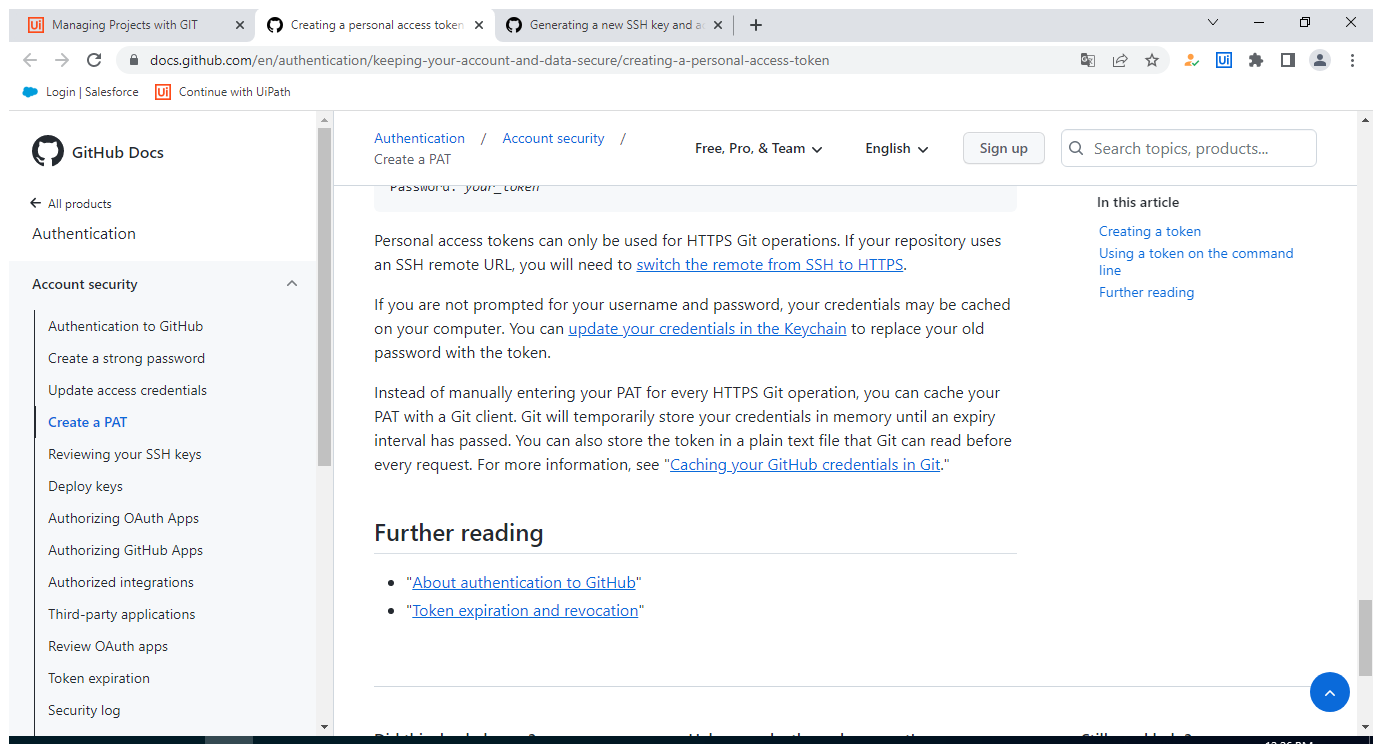 Managing Projects with GIT
Creating a personal access token
Generating a new SSH key and a
docs.github.com/en/authentication/keeping-your-account-and-data-secure/creating-a-personal-access-token
Login | Salesforce
Ui
Continue with UiPath
GitHub Docs
Authentication / Account security /
Create a PAT
Free, Pro, & Team
English
Sign up
Search topics, products...
All products
Authentication
Account security
Authentication to GitHub
Create a strong password
Update access credentials
Create a PAT
Reviewing your SSH keys
Deploy keys
Authorizing OAuth Apps
Authorizing GitHub Apps
Authorized integrations
Third-party applications
Review OAuth apps
Token expiration
Security log
Password: your_token
Personal access tokens can only be used for HTTPS Git operations. If your repository uses
an SSH remote URL, you will need to switch the remote from SSH to HTTPS.
If you are not prompted for your username and password, your credentials may be cached
on your computer. You can update your credentials in the Keychain to replace your old
password with the token.
Instead of manually entering your PAT for every HTTPS Git operation, you can cache your
PAT with a Git client. Git will temporarily store your credentials in memory until an expiry
interval has passed. You can also store the token in a plain text file that Git can read before
every request. For more information, see "Caching your GitHub credentials in Git."
Further reading
"About authentication to GitHub"
"Token expiration and revocation"
In this article
Creating a token
Using a token on the command
line
Further reading